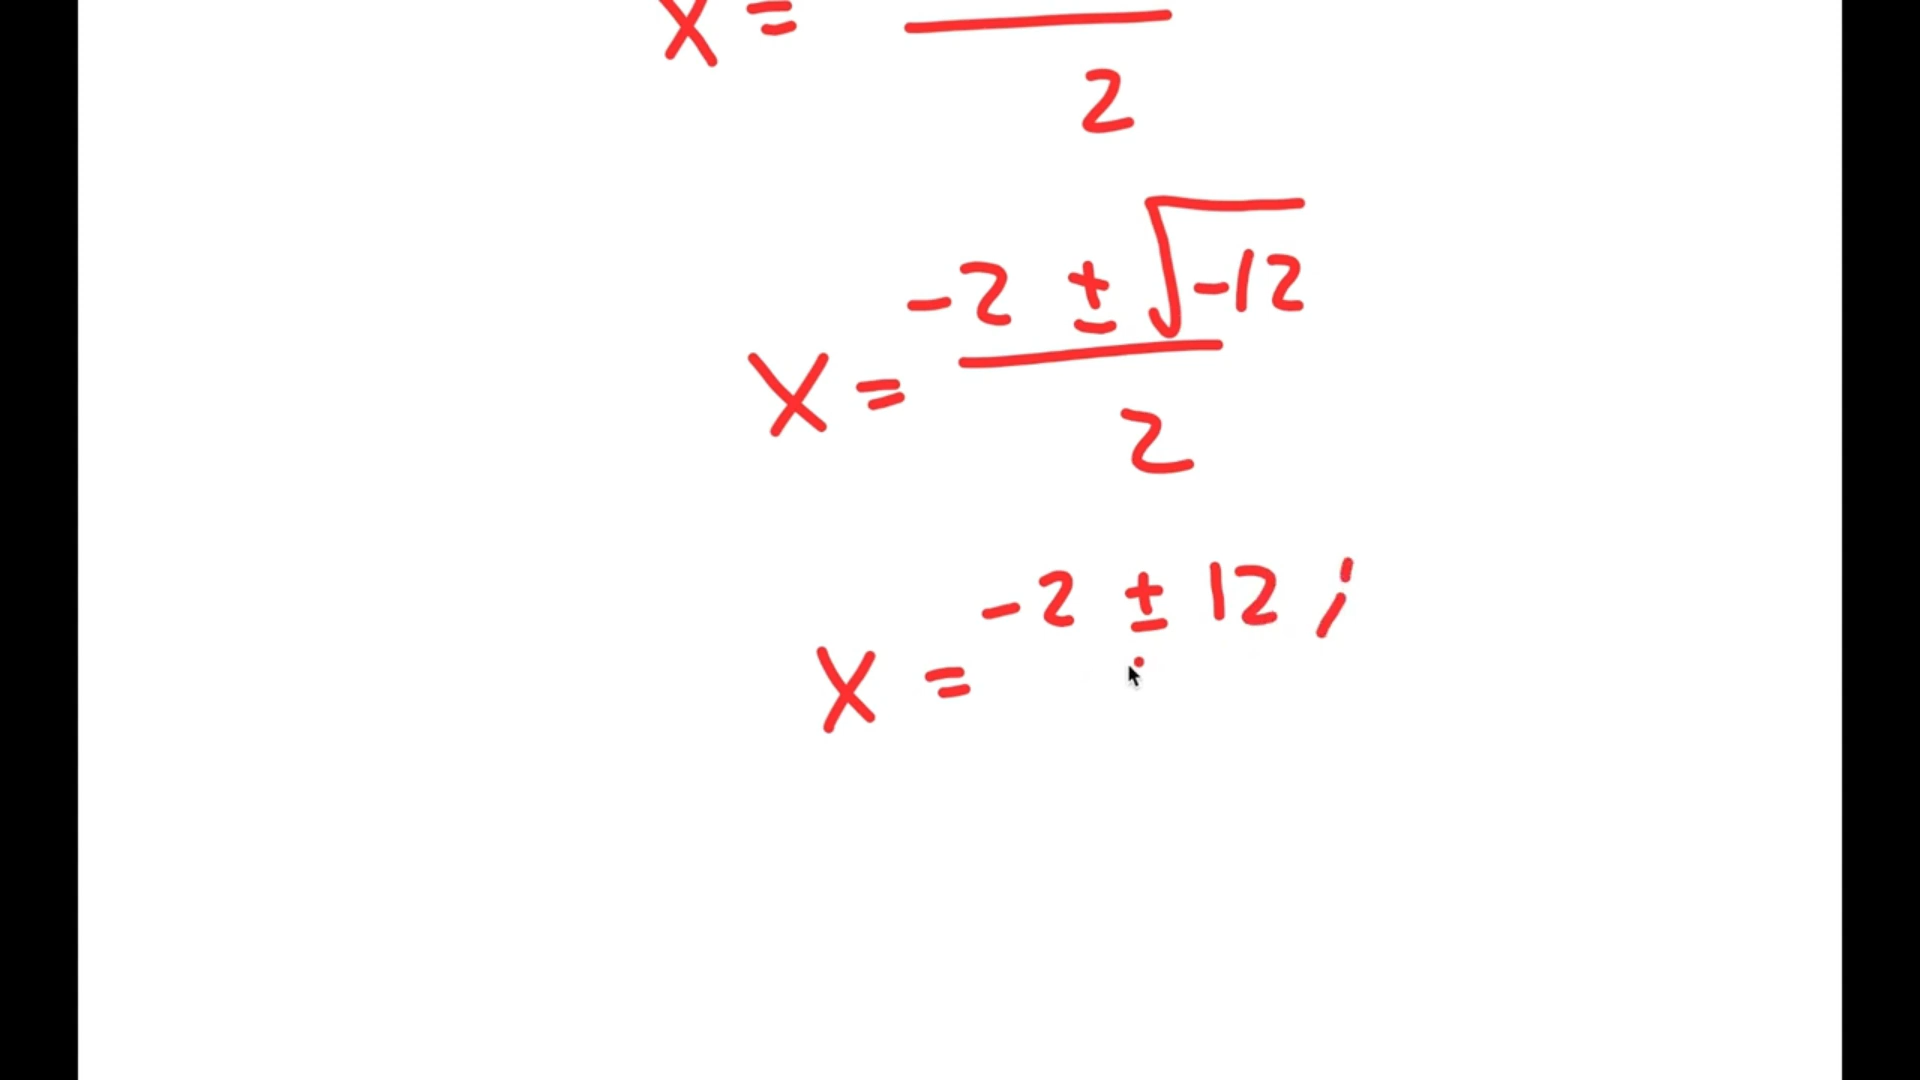 x =
2
-2 ± √-12
x =
2
-2 ± 12 i
x =